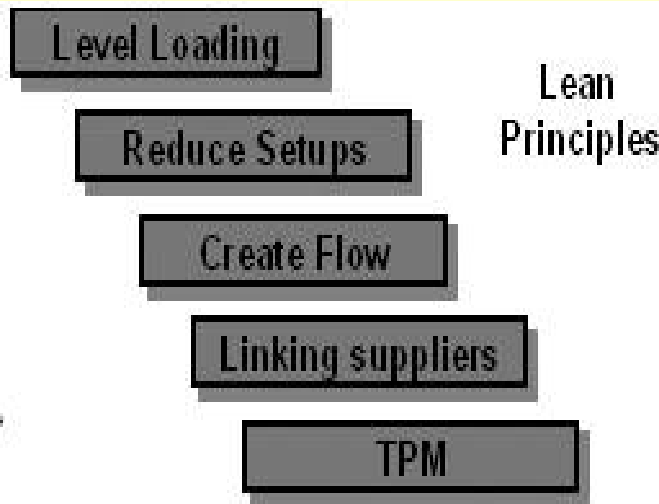 Level Loading
Lean
Principles
Reduce Setups
Create Flow
Linking suppliers
TPM